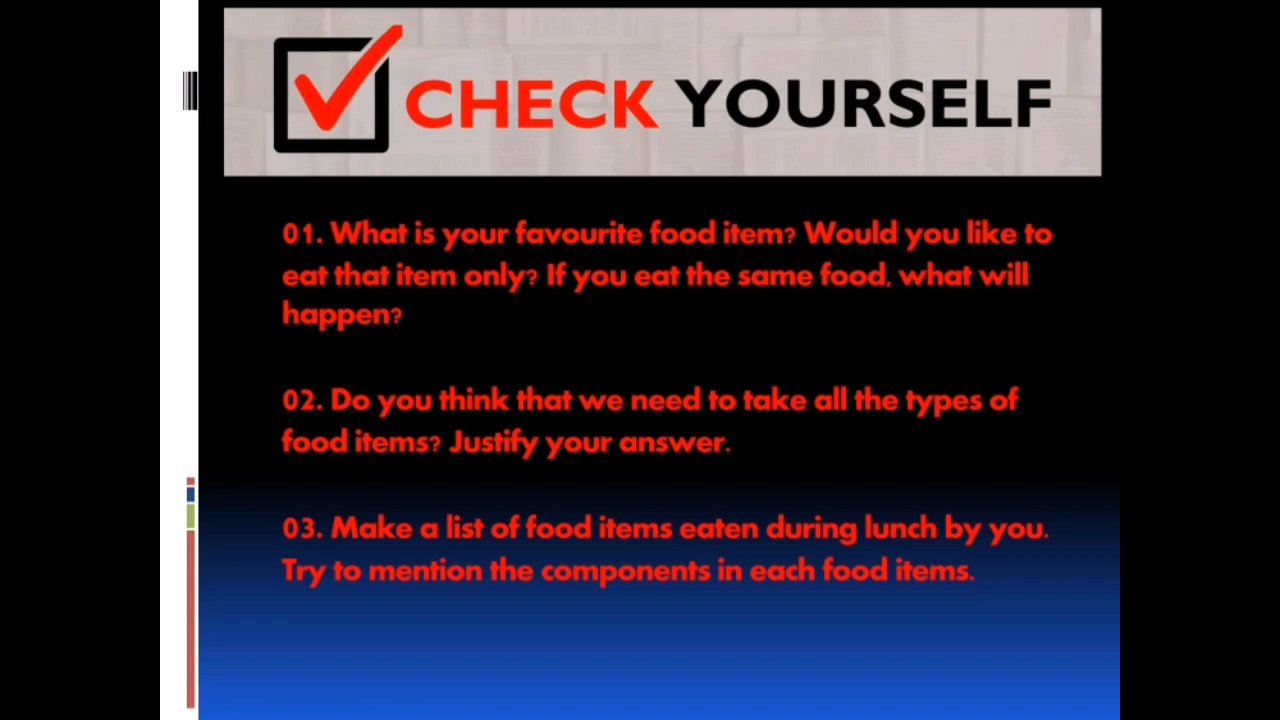 CHECK YOURSELF
01. What is your favourite food item? Would you like to
eat that item only? If you eat the same food, what will
happen?
02. Do you think that we need to take all the types of
food items? Justify your answer.
03. Make a list of food items eaten during lunch by you.
Try to mention the components in each food items.